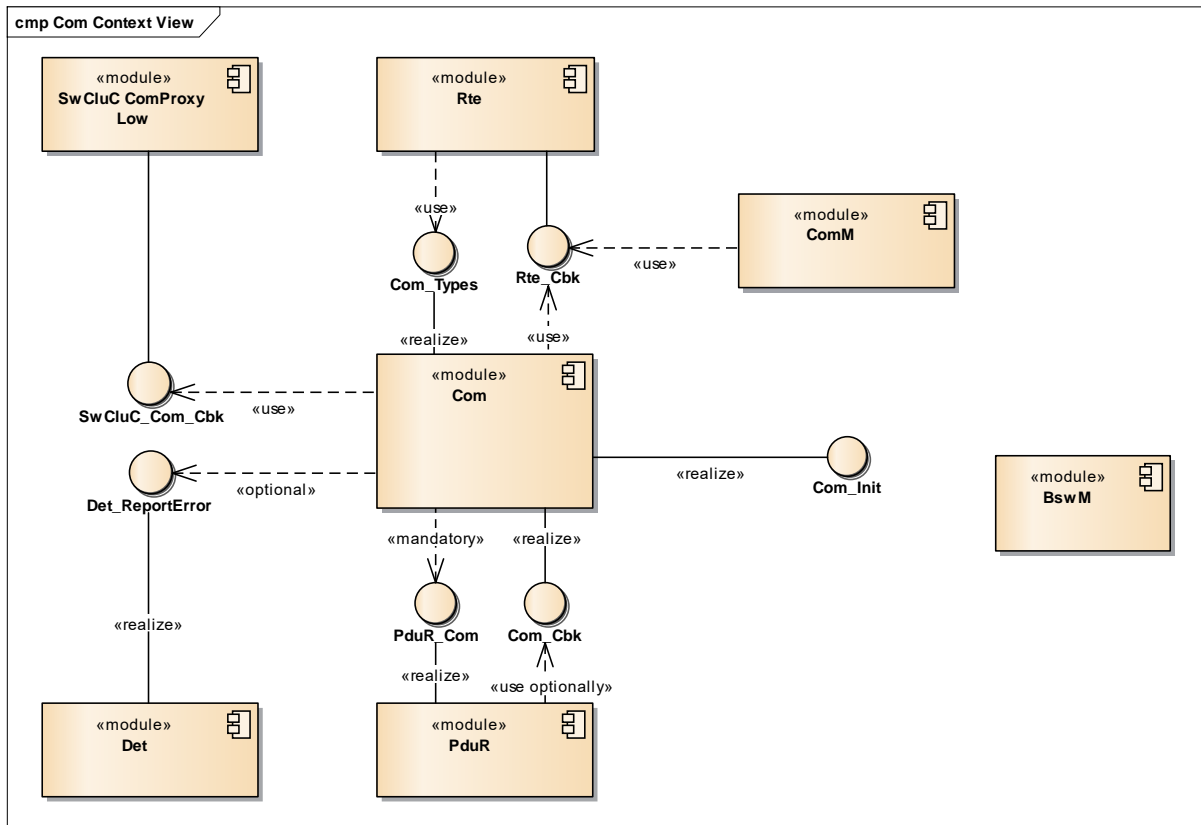 cmp Com Context View
«module»
SwCluC ComProxy
Low
«module»
Rte
«module»
ComM
«use»
Com_Types
Rte_Cbk
«use»
«realize»
«use»
«module»
Com
SwCluC_Com_Cbk
«use»
Det_ReportError
«optional»
«realize»
Com_Init
«module»
BswM
«mandatory»
«realize»
PduR_Com
Com_Cbk
«realize»
«realize»
«use optionally»
«module»
Det
«module»
PduR